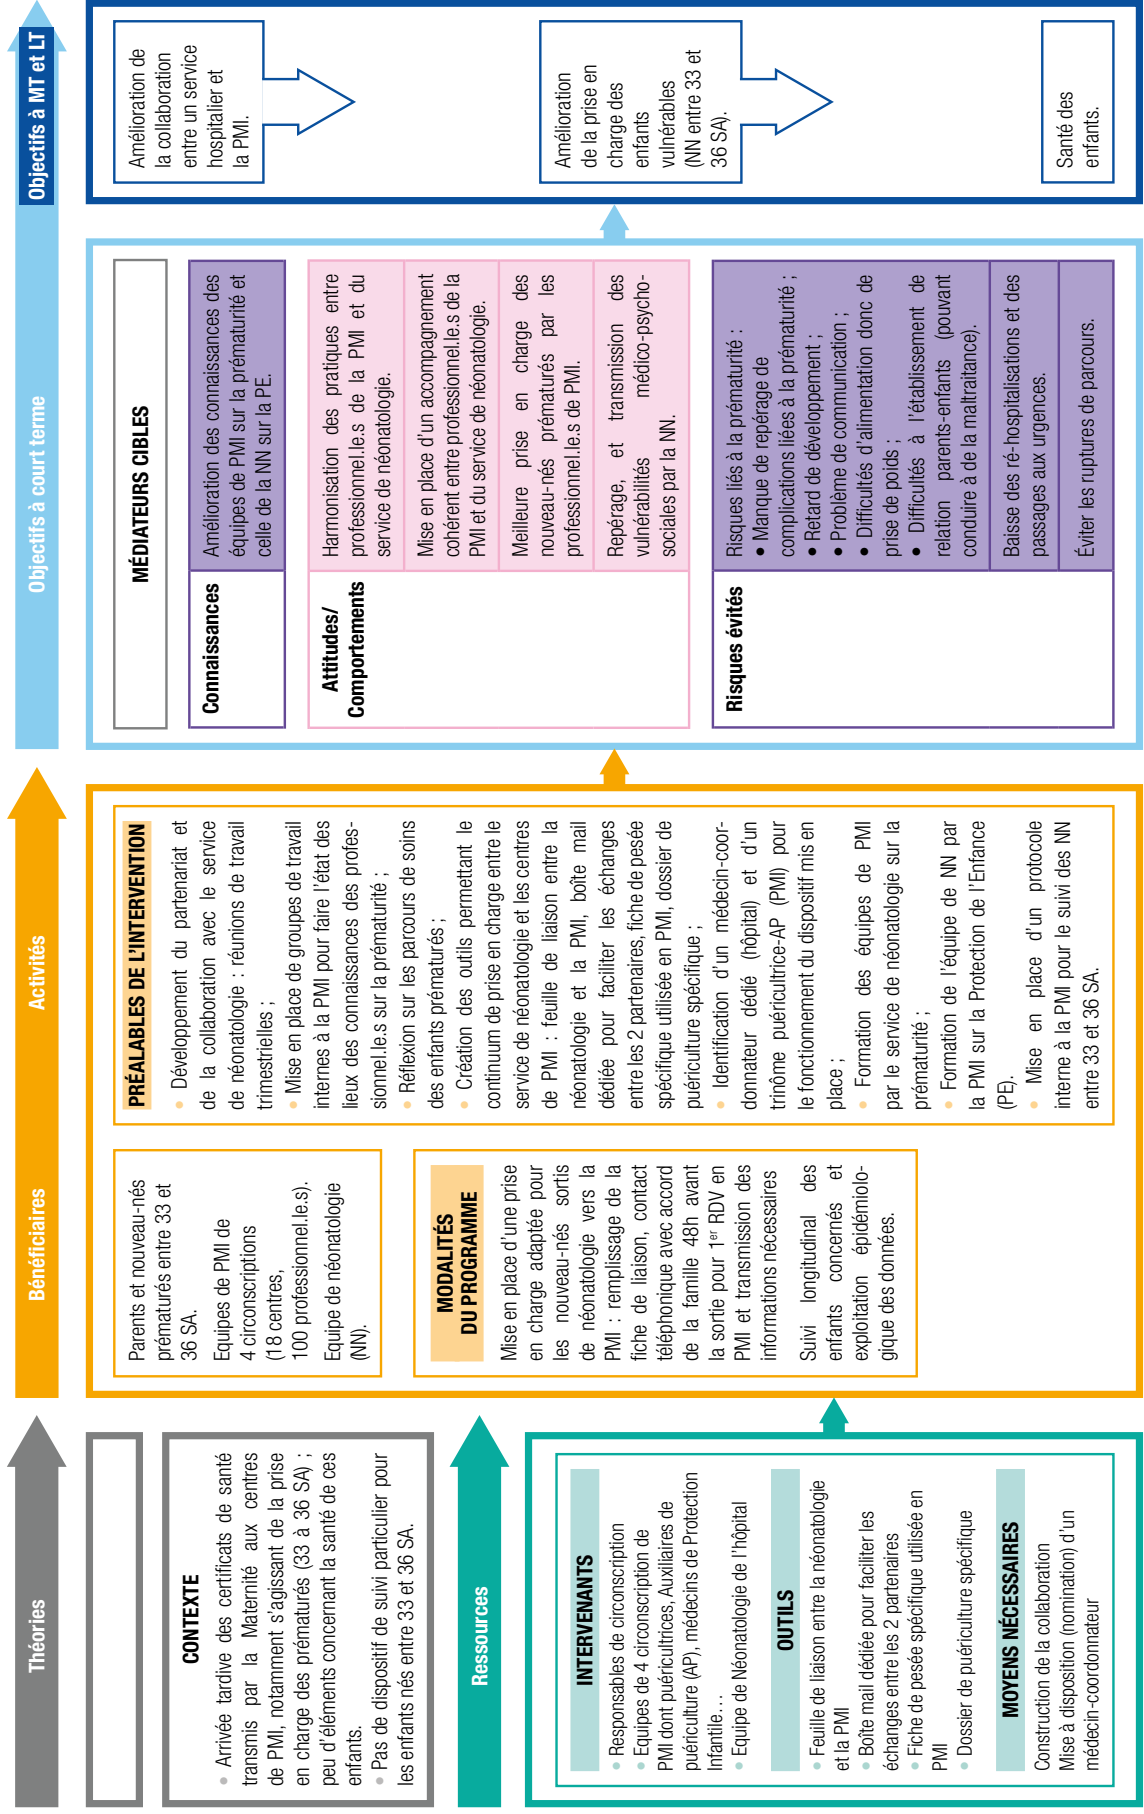 Théories
CONTEXTE
• Arrivée tardive des certificats de santé
transmis par la Maternité aux centres
de PMI, notamment s'agissant de la prise
en charge des prématurés (33 à 36 SA) ;
peu d'éléments concernant la santé de ces
enfants.
• Pas de dispositif de suivi particulier pour
les enfants nés entre 33 et 36 SA.
Ressources
INTERVENANTS
• Responsables de circonscription
• Equipes de 4 circonscription de
PMI dont puéricultrices, Auxiliaires de
puériculture (AP), médecins de Protection
Infantile…
• Equipe de Néonatologie de l'hôpital
OUTILS
• Feuille de liaison entre la néonatologie
et la PMI
• Boîte mail dédiée pour faciliter les
échanges entre les 2 partenaires
• Fiche de pesée spécifique utilisée en
PMI
• Dossier de puériculture spécifique
MOYENS NÉCESSAIRES
Construction de la collaboration
Mise à disposition (nomination) d'un
médecin-coordonnateur
Bénéficiaires
Activités
Parents et nouveau-nés
prématurés entre 33 et
36 SA.
Equipes de PMI de
4 circonscriptions
(18 centres,
100 professionnel.le.s).
Equipe de néonatologie
(NN).
MODALITÉS
DU PROGRAMME
Mise en place d'une prise
en charge adaptée pour
les nouveau-nés sortis
de néonatologie vers la
PMI : remplissage de la
fiche de liaison, contact
téléphonique avec accord
de la famille 48h avant
la sortie pour 1er RDV en
PMI et transmission des
informations nécessaires
Suivi longitudinal des
enfants concernés et
exploitation épidémiolo-
gique des données.
PRÉALABLES DE L'INTERVENTION
• Développement du partenariat et
de la collaboration avec le service
de néonatologie : réunions de travail
trimestrielles ;
• Mise en place de groupes de travail
internes à la PMI pour faire l'état des
lieux des connaissances des profes-
sionnel.le.s sur la prématurité ;
• Réflexion sur les parcours de soins
des enfants prématurés ;
• Création des outils permettant le
continuum de prise en charge entre le
service de néonatologie et les centres
de PMI : feuille de liaison entre la
néonatologie et la PMI, boîte mail
dédiée pour faciliter les échanges
entre les 2 partenaires, fiche de pesée
spécifique utilisée en PMI, dossier de
puériculture spécifique ;
• Identification d'un médecin-coor-
donnateur dédié (hôpital) et d'un
trinôme puéricultrice-AP (PMI) pour
le fonctionnement du dispositif mis en
place ;
• Formation des équipes de PMI
par le service de néonatologie sur la
prématurité ;
• Formation de l'équipe de NN par
la PMI sur la Protection de l'Enfance
(PE).
• Mise en place d'un protocole
interne à la PMI pour le suivi des NN
entre 33 et 36 SA.
Objectifs à court terme
MÉDIATEURS CIBLES
Connaissances
Amélioration des connaissances des
équipes de PMI sur la prématurité et
celle de la NN sur la PE.
Attitudes/
Comportements
Harmonisation des pratiques entre
professionnel.le.s de la PMI et du
service de néonatologie.
Mise en place d'un accompagnement
cohérent entre professionnel.le.s de la
PMI et du service de néonatologie.
Meilleure prise en charge des
nouveau-nés prématurés par les
professionnel.le.s de PMI.
Repérage, et transmission des
vulnérabilités médico-psycho-
sociales par la NN.
Risques évités
Risques liés à la prématurité :
• Manque de repérage de
complications liées à la prématurité ;
• Retard de développement ;
• Problème de communication ;
• Difficultés d'alimentation donc de
prise de poids ;
• Difficultés à l'établissement de
relation parents-enfants (pouvant
conduire à de la maltraitance).
Baisse des ré-hospitalisations et des
passages aux urgences.
Éviter les ruptures de parcours.
Objectifs à MT et LT
Amélioration de
la collaboration
entre un service
hospitalier et
la PMI.
Amélioration
de la prise en
charge des
enfants
vulnérables
(NN entre 33 et
36 SA).
Santé des
enfants.